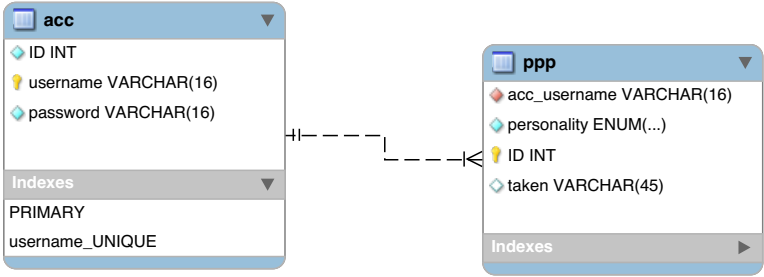 acc
ID INT
username VARCHAR(16)
password VARCHAR(16)
Indexes
PRIMARY
username_UNIQUE
ppp
acc_username VARCHAR(16)
personality ENUM(...)
ID INT
taken VARCHAR(45)
Indexes